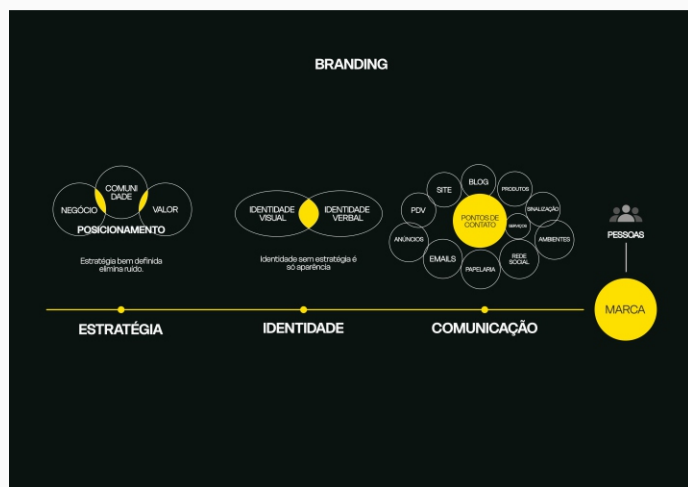 BRANDING
COMUNI
DADE
NEGÓCIO
VALOR
POSICIONAMENTO
Estratégia bem definida
elimina ruído.
ESTRATÉGIA
IDENTIDADE
VISUAL
IDENTIDADE
VERBAL
Identidade sem estratégia é
só aparência
IDENTIDADE
BLOG
SITE
PRODUTOS
PDV
SINALIZAÇÃO
PONTOS DE
CONTATO
SERVIÇOS
ANÚNCIOS
AMBIENTES
EMAILS
REDE
SOCIAL
PAPELARIA
COMUNICAÇÃO
PESSOAS
MARCA